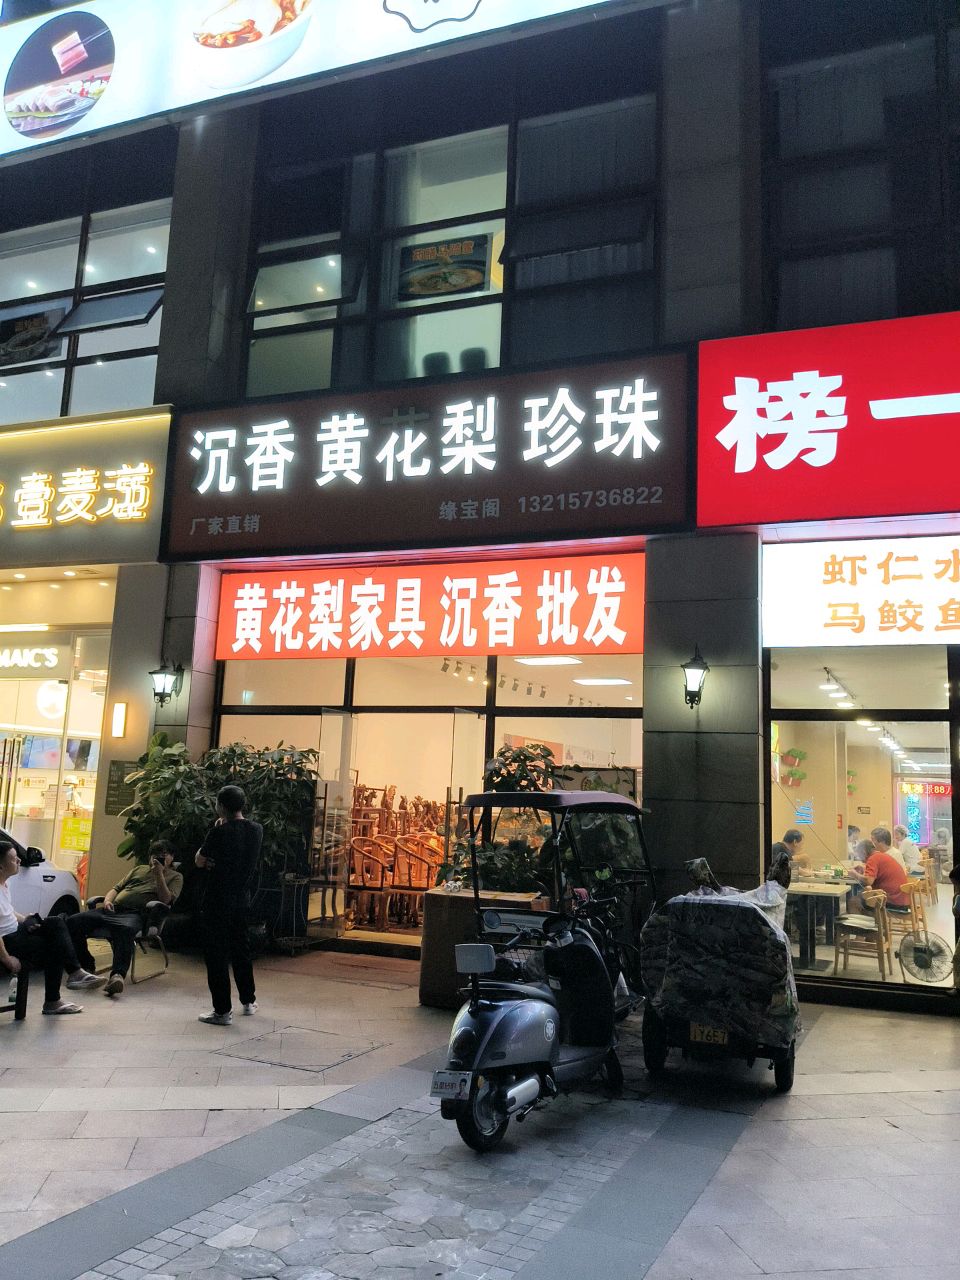 沉香 黄花梨 珍珠
厂家直销 缘宝阁 13215736822
黄花梨家具 沉香 批发
榜一
虾仁水
马鲛鱼
壹麦
MAIC'S